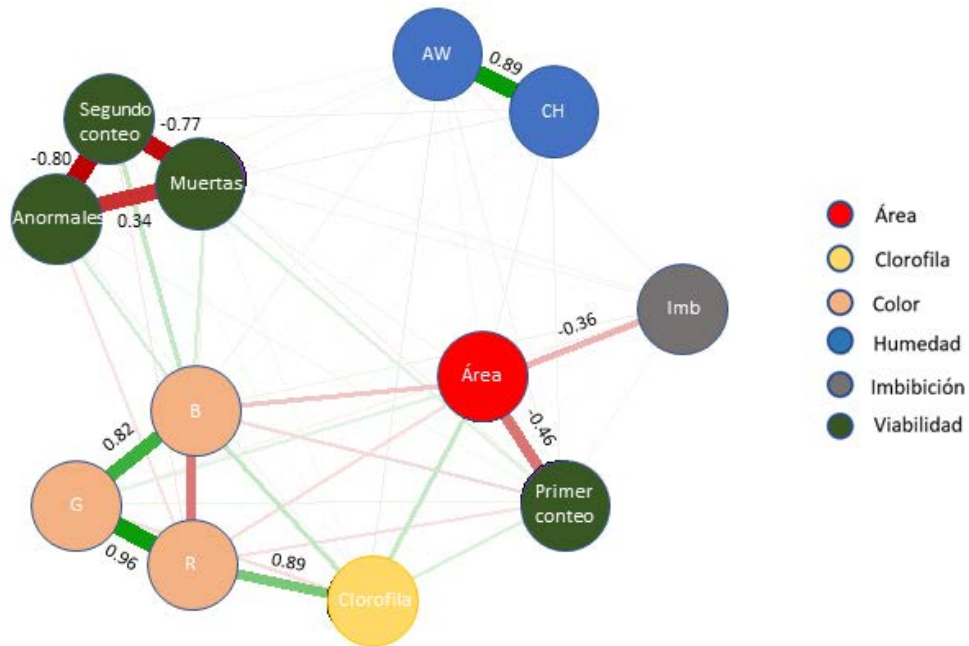 AW
0.89
CH
Segundo
conteo
-0.77
-0.80
Muertas
Anormales
0.34
Área
Clorofila
Color
Humedad
Imbibición
Viabilidad
Imb
-0.36
Área
B
-0.46
0.82
G
Primer
conteo
0.96
R
0.89
Clorofila